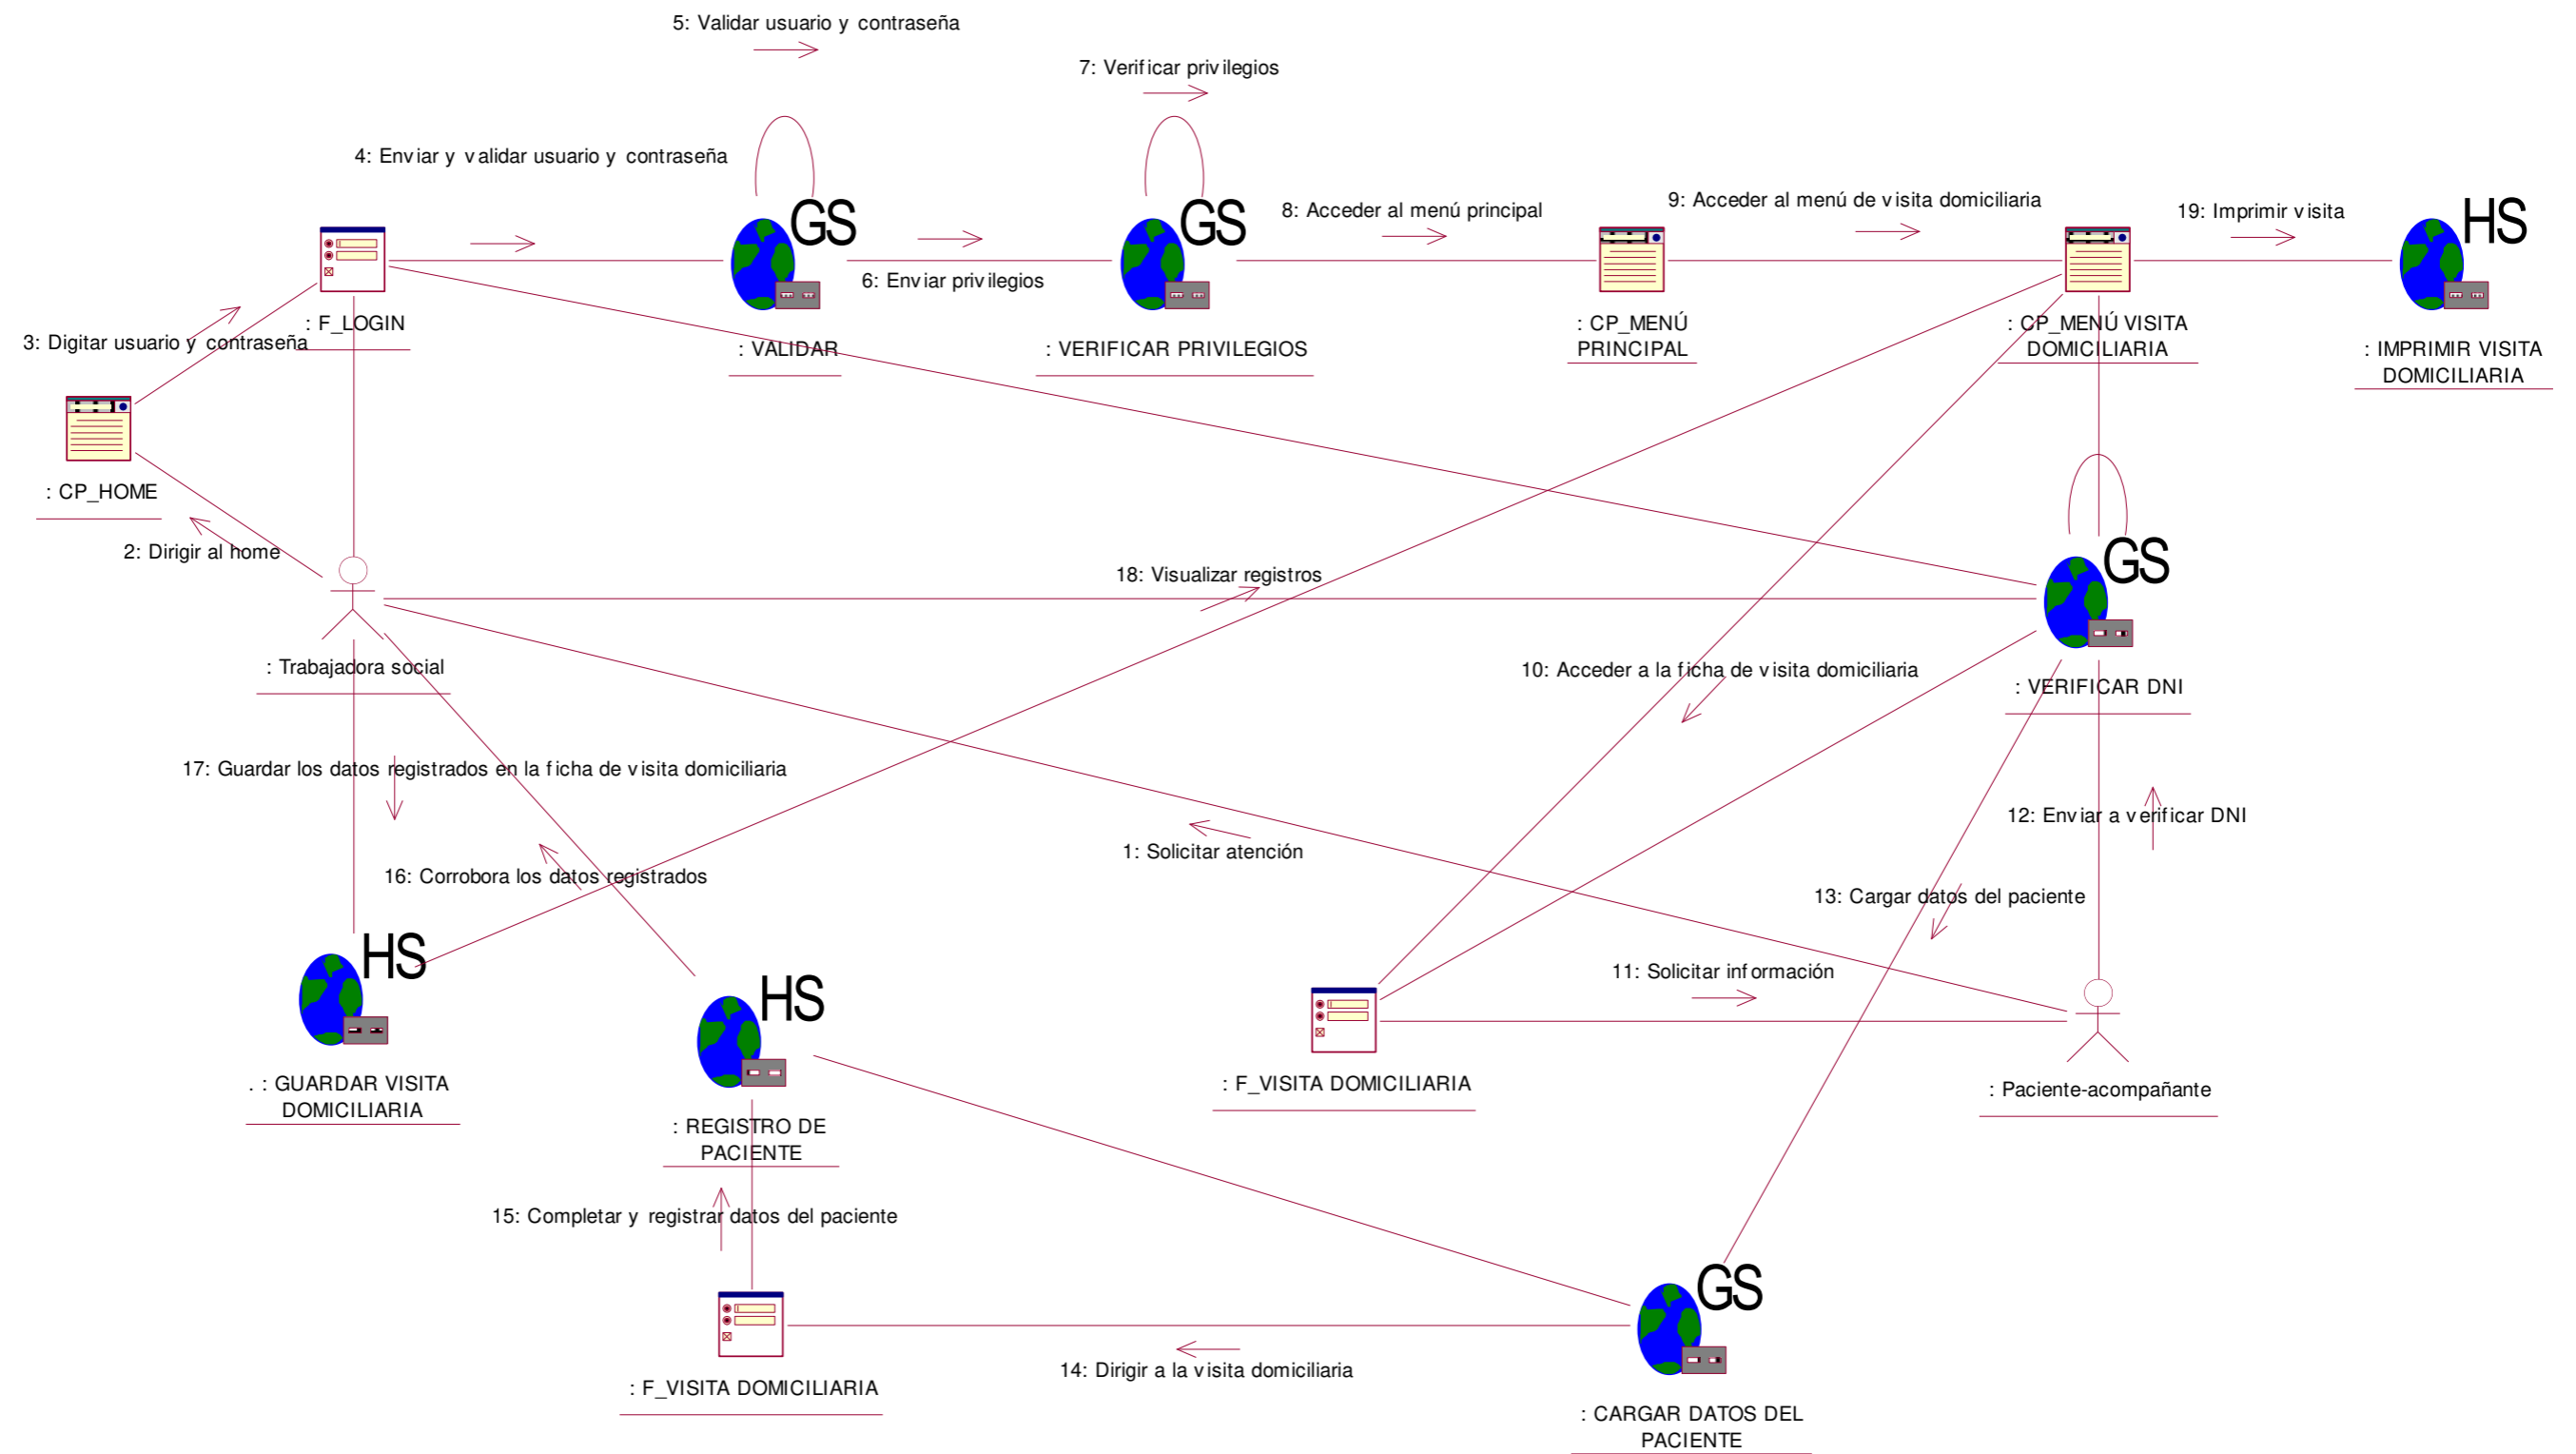 5: Validar usuario y contraseña
7: Verificar privilegios
4: Enviar y validar usuario y contraseña
GS
GS
8: Acceder al menú principal
9: Acceder al menú de visita domiciliaria
19: Imprimir visita
HS
6: Enviar privilegios
: F_LOGIN
3: Digitar usuario y contraseña
: VALIDAR
: VERIFICAR PRIVILEGIOS
: CP_MENÚ
PRINCIPAL
: CP_MENÚ VISITA
DOMICILIARIA
: IMPRIMIR VISITA
DOMICILIARIA
: CP_HOME
2: Dirigir al home
18: Visualizar registros
GS
: Trabajadora social
10: Acceder a la ficha de visita domiciliaria
: VERIFICAR DNI
17: Guardar los datos registrados en la ficha de visita domiciliaria
12: Enviar a verificar DNI
1: Solicitar atención
16: Corrobora los datos registrados
13: Cargar datos del paciente
HS
HS
11: Solicitar información
. : GUARDAR VISITA
DOMICILIARIA
: F_VISITA DOMICILIARIA
: Paciente-acompañante
: REGISTRO DE
PACIENTE
15: Completar y registrar datos del paciente
GS
14: Dirigir a la visita domiciliaria
: F_VISITA DOMICILIARIA
: CARGAR DATOS DEL
PACIENTE